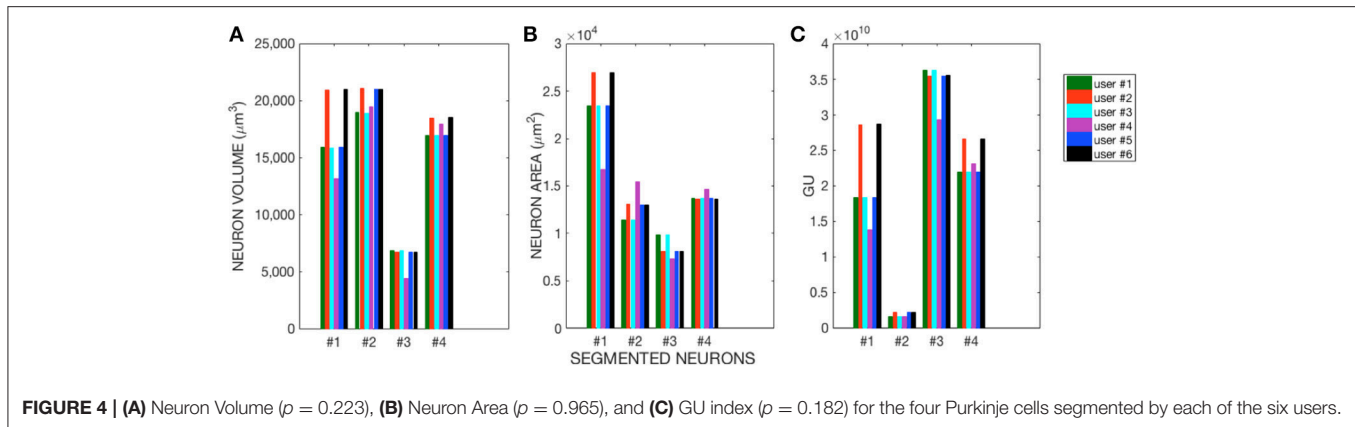 A
NEURON VOLUME (μm³)
25,000
20,000
15,000
10,000
5,000
0
#1 #2 #3 #4
B
NEURON AREA (μm²)
×10⁴
3
2.5
2
1.5
1
0.5
0
#1 #2 #3 #4
SEGMENTED NEURONS
C
GU
×10¹⁰
4
3.5
3
2.5
2
1.5
1
0.5
0
#1 #2 #3 #4
user #1
user #2
user #3
user #4
user #5
user #6
FIGURE 4 | (A) Neuron Volume (p = 0.223), (B) Neuron Area (p = 0.965), and (C) GU index (p = 0.182) for the four Purkinje cells segmented by each of the six users.